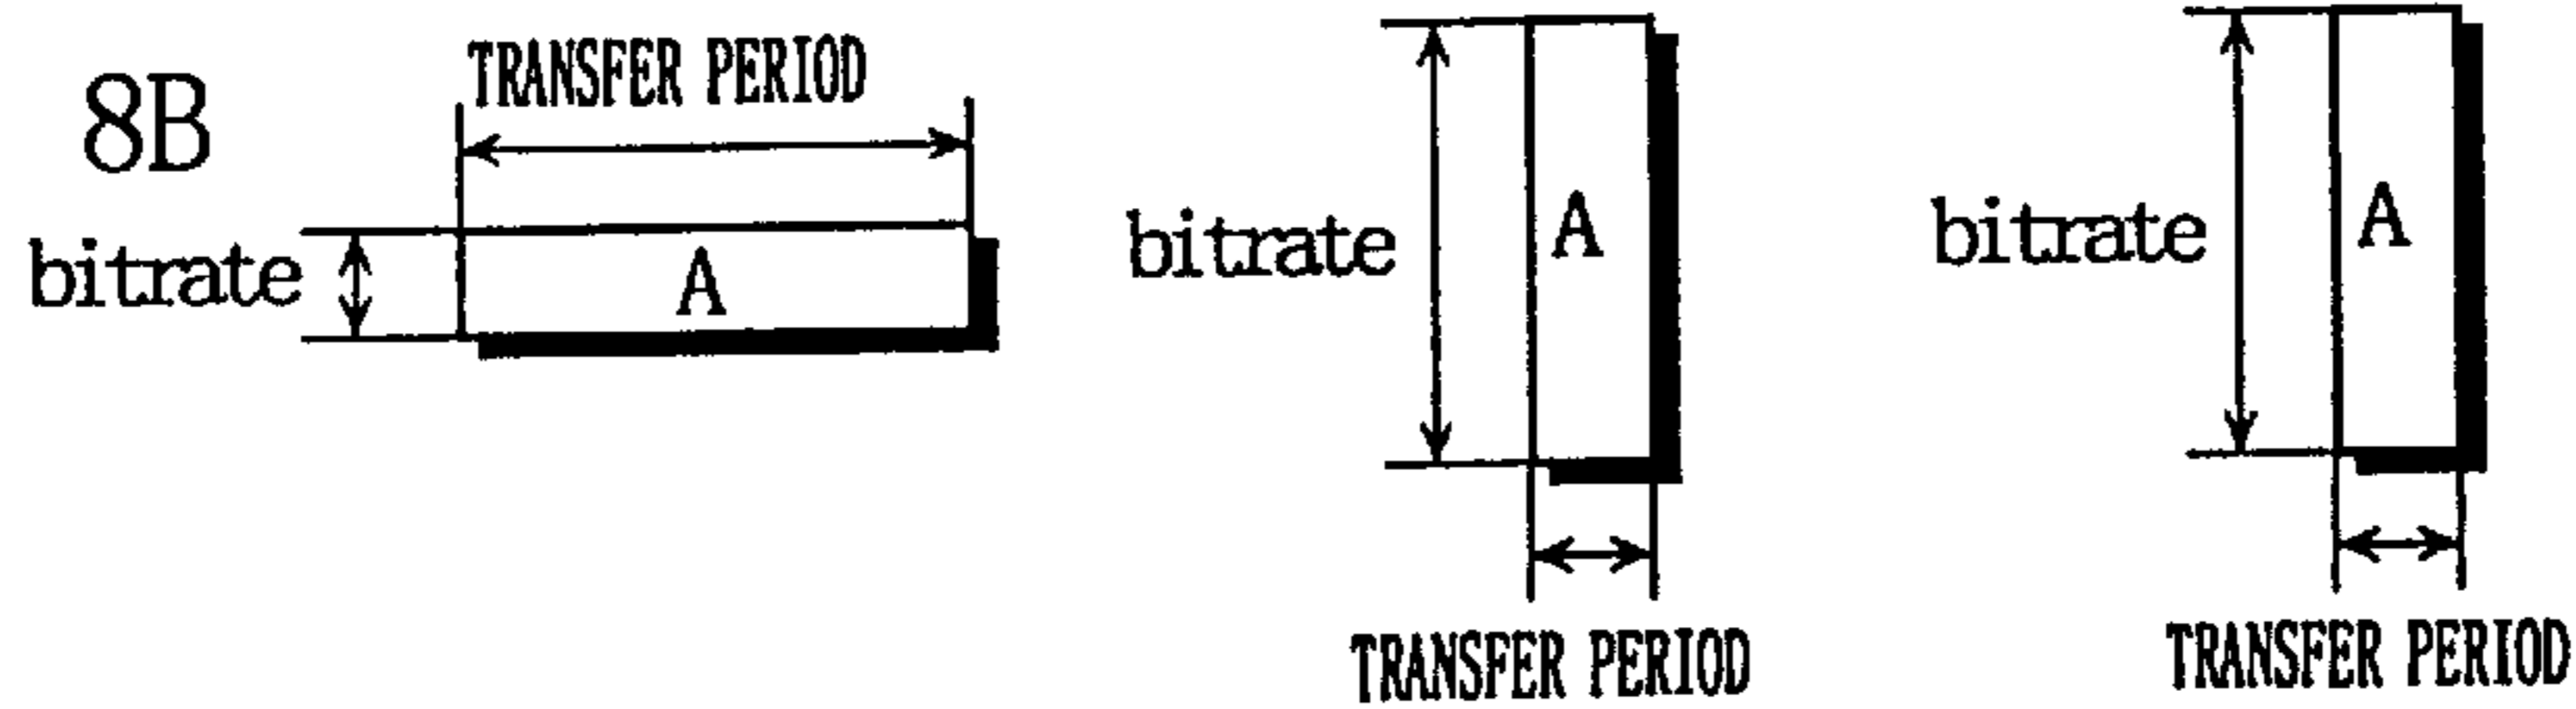 8B
TRANSFER PERIOD
bitrate
A
bitrate
A
TRANSFER PERIOD
bitrate
A
TRANSFER PERIOD